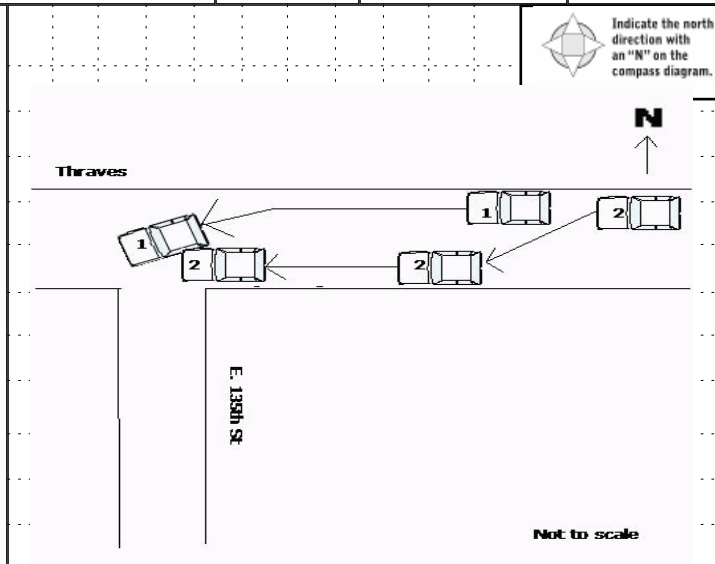 Indicate the north
direction with
an "N" on the
compass diagram.
N
Thraves
1
2
1
2
2
E. 135th St
Not to scale